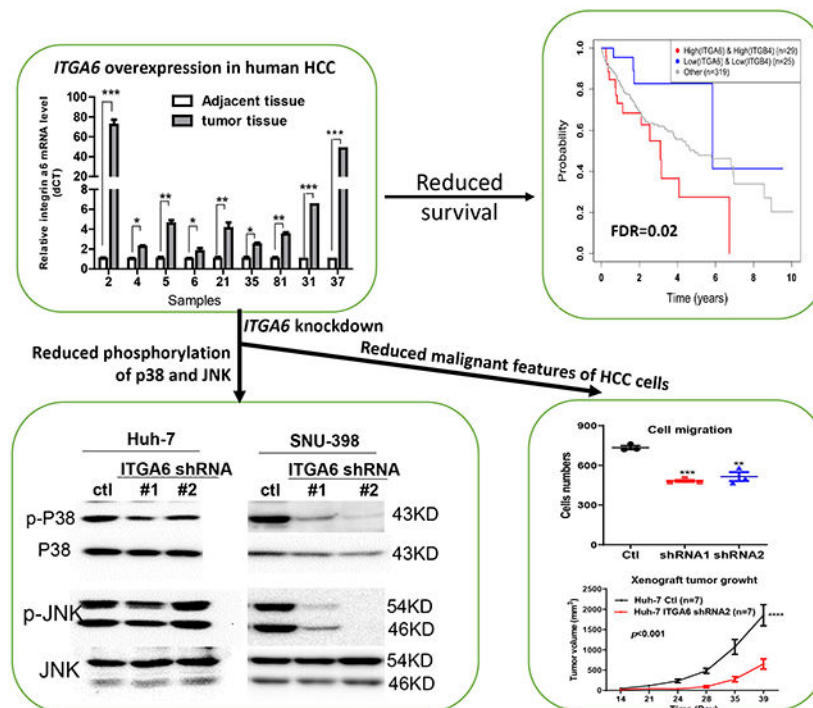 ITGA6 overexpression in human HCC
Relative integrin a6 mRNA level
(dCT)
100
80
60
40
20
8
6
4
2
0
Adjacent tissue
tumor tissue
***
*
**
*
**
*
**
***
***
2 4 5 6 21 35 81 31 37
Samples
Reduced
survival
High(ITGA6) & High(ITGB4) (n=29)
Low(ITGA6) & Low(ITGB4) (n=25)
Other (n=319)
Probability
1.0
0.8
0.6
0.4
0.2
0.0
FDR=0.02
0 2 4 6 8 10
Time (years)
ITGA6 knockdown
Reduced phosphorylation
of p38 and JNK
Reduced malignant features of HCC cells
Huh-7 SNU-398
ITGA6 shRNA ITGA6 shRNA
ctl #1 #2 ctl #1 #2
p-P38 43KD
P38 43KD
p-JNK 54KD
46KD
JNK 54KD
46KD
Cell migration
Cells numbers
900
600
300
0
***
**
Ctl shRNA1 shRNA2
Xenograft tumor growht
Tumor volume (mm3)
2500
2000
1500
1000
500
0
Huh-7 Ctl (n=7)
Huh-7 ITGA6 shRNA2 (n=7)
p<0.001
****
14 21 24 28 35 39
Time (Day)